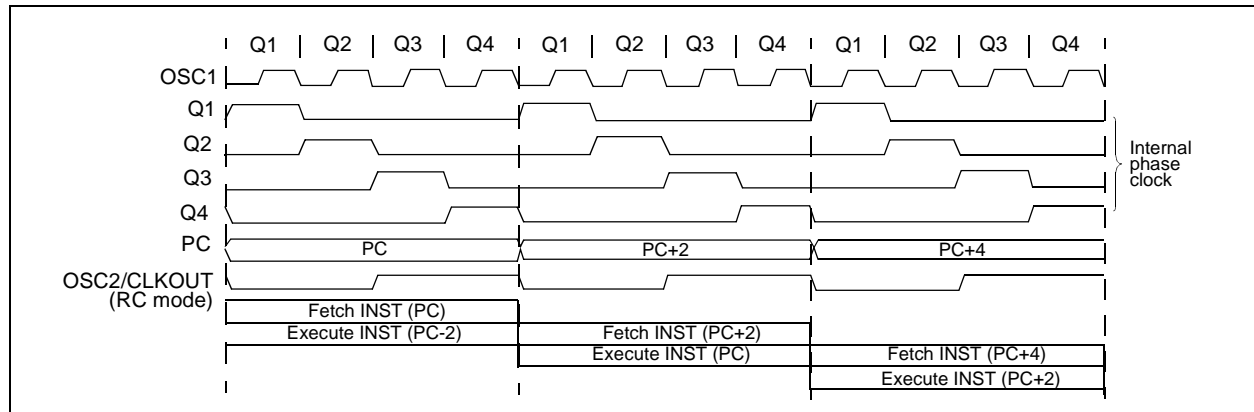 Q1 Q2 Q3 Q4 Q1 Q2 Q3 Q4 Q1 Q2 Q3 Q4
OSC1
Q1
Q2
Q3
Q4
Internal
phase
clock
PC PC PC+2 PC+4
OSC2/CLKOUT
(RC mode)
Fetch INST (PC)
Execute INST (PC-2) Fetch INST (PC+2)
Execute INST (PC) Fetch INST (PC+4)
Execute INST (PC+2)